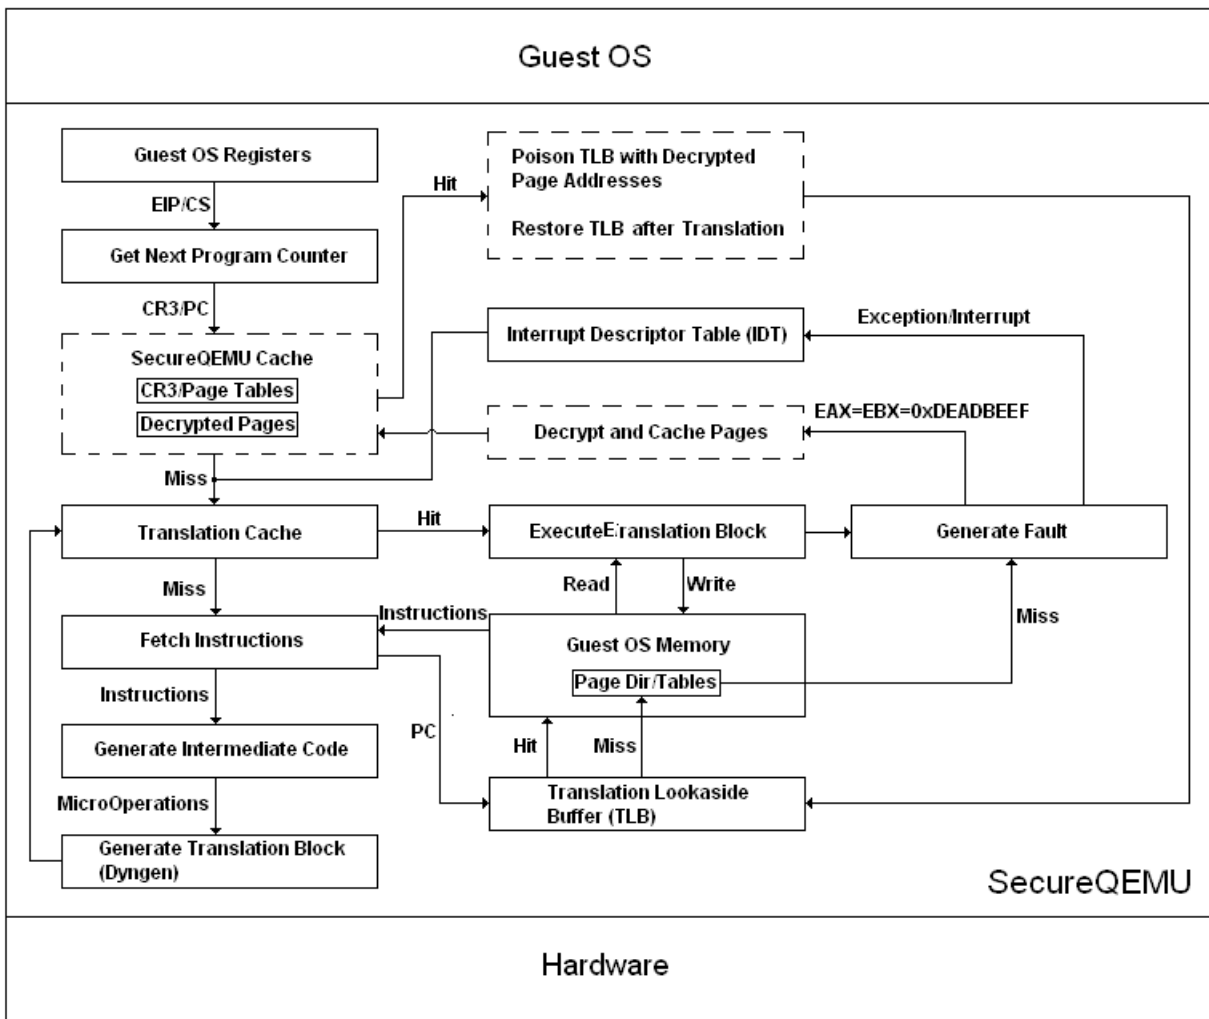 Guest OS
Guest OS Registers
EIP/CS
Get Next Program Counter
CR3/PC
SecureQEMU Cache
CR3/Page Tables
Decrypted Pages
Miss
Hit
Poison TLB with Decrypted
Page Addresses
Restore TLB after Translation
Interrupt Descriptor Table (IDT)
Exception/Interrupt
Decrypt and Cache Pages
EAX=EBX=0xDEADBEEF
Translation Cache
Hit
ExecuteEtranslation Block
Generate Fault
Miss
Read
Write
Miss
Instructions
Fetch Instructions
Guest OS Memory
Page Dir/Tables
Instructions
PC
Hit
Miss
Generate Intermediate Code
MicroOperations
Translation Lookaside
Buffer (TLB)
Generate Translation Block
(Dyngen)
SecureQEMU
Hardware